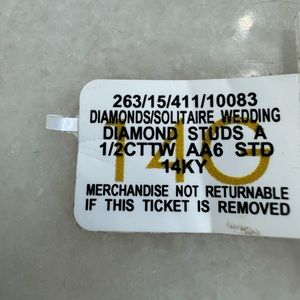 263/15/411/10083
DIAMONDS/SOLITAIRE WEDDING
DIAMOND STUDS A
1/2CTTW AA6 STD
14KY
14G
MERCHANDISE NOT RETURNABLE
IF THIS TICKET IS REMOVED